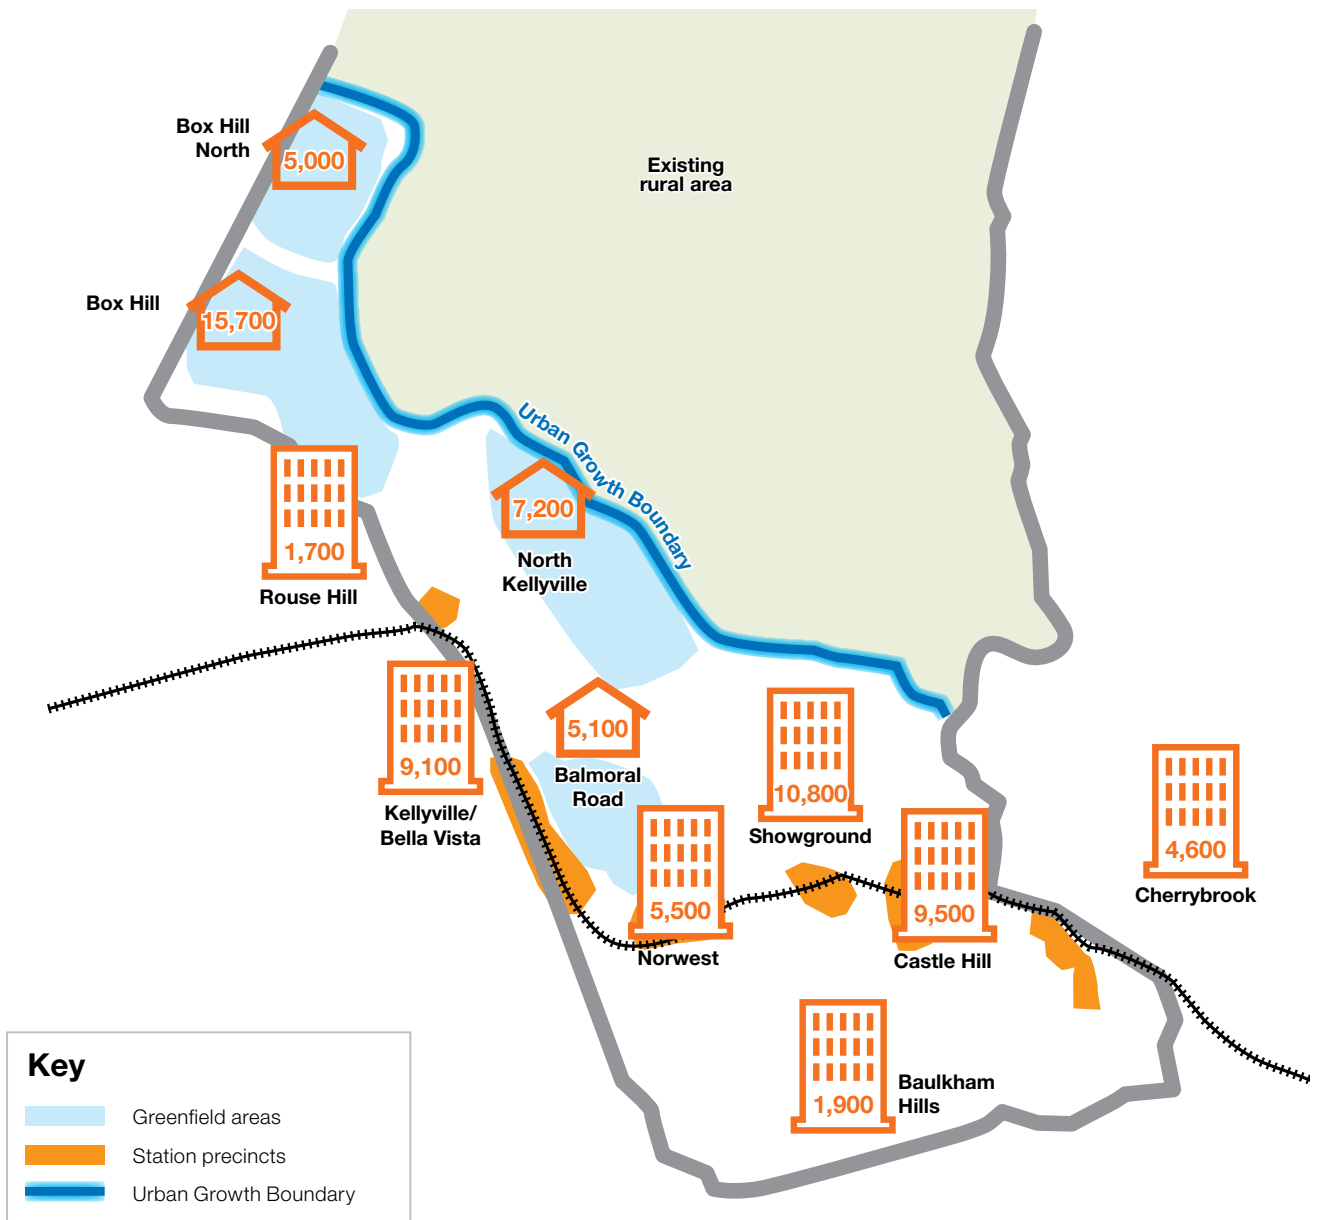 Box Hill
North
5,000
Existing
rural area
Box Hill
15,700
Urban Growth Boundary
7,200
North
Kellyville
1,700
Rouse Hill
5,100
Balmoral
Road
9,100
Kellyville/
Bella Vista
10,800
Showground
4,600
Cherrybrook
5,500
Norwest
9,500
Castle Hill
1,900
Baulkham
Hills
Key
Greenfield areas
Station precincts
Urban Growth Boundary